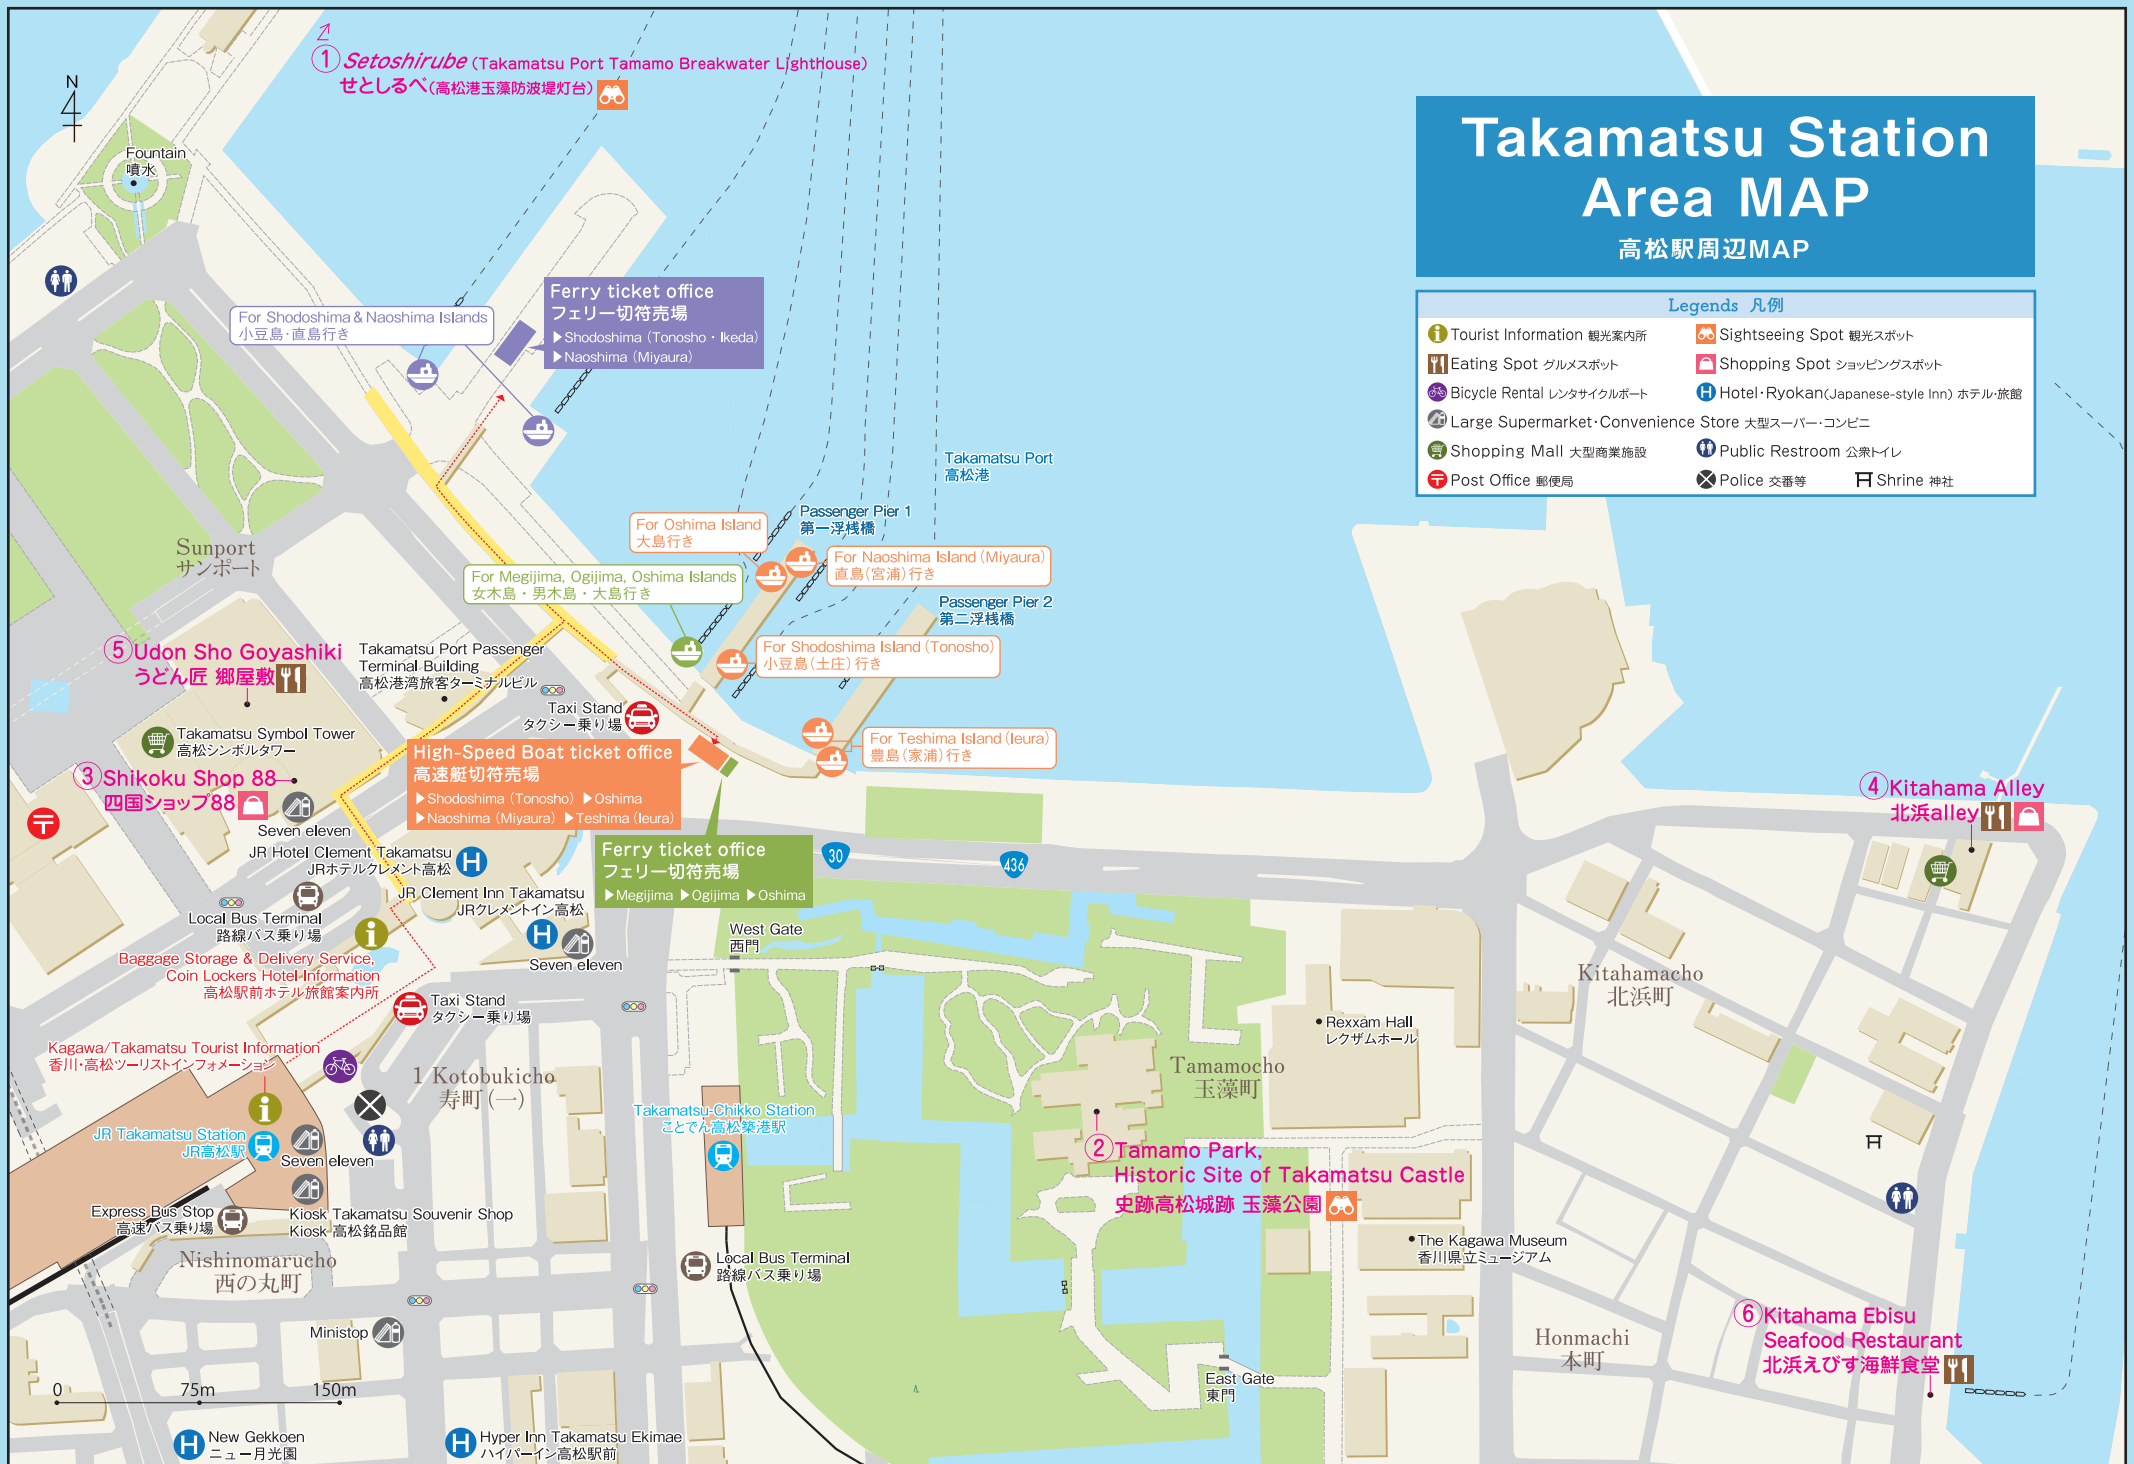 Takamatsu Station
Area MAP
高松駅周辺MAP
Legends 凡例
Tourist Information 観光案内所
Sightseeing Spot 観光スポット
Eating Spot グルメスポット
Shopping Spot ショッピングスポット
Bicycle Rental レンタサイクルポート
Hotel・Ryokan(Japanese-style Inn) ホテル・旅館
Large Supermarket・Convenience Store 大型スーパー・コンビニ
Shopping Mall 大型商業施設
Public Restroom 公衆トイレ
Post Office 郵便局
Police 交番等
Shrine 神社
N
① Setoshirube (Takamatsu Port Tamamo Breakwater Lighthouse)
せとしるべ(高松港玉藻防波堤灯台)
Fountain
噴水
For Shodoshima & Naoshima Islands
小豆島・直島行き
Ferry ticket office
フェリー切符売場
▶Shodoshima (Tonosho・Ikeda)
▶Naoshima (Miyaura)
Takamatsu Port
高松港
Passenger Pier 1
第一浮桟橋
For Oshima Island
大島行き
For Naoshima Island (Miyaura)
直島(宮浦)行き
For Megijima, Ogijima, Oshima Islands
女木島・男木島・大島行き
Passenger Pier 2
第二浮桟橋
For Shodoshima Island (Tonosho)
小豆島(土庄)行き
For Teshima Island (Ieura)
豊島(家浦)行き
Sunport
サンポート
⑤Udon Sho Goyashiki
うどん匠 郷屋敷
Takamatsu Port Passenger
Terminal Building
高松港湾旅客ターミナルビル
Taxi Stand
タクシー乗り場
Takamatsu Symbol Tower
高松シンボルタワー
③Shikoku Shop 88
四国ショップ88
Seven eleven
High-Speed Boat ticket office
高速艇切符売場
▶Shodoshima (Tonosho) ▶Oshima
▶Naoshima (Miyaura) ▶Teshima (Ieura)
Ferry ticket office
フェリー切符売場
▶Megijima ▶Ogijima ▶Oshima
30
436
④Kitahama Alley
北浜alley
JR Hotel Clement Takamatsu
JRホテルクレメント高松
H
JR Clement Inn Takamatsu
JRクレメントイン高松
H
Seven eleven
Local Bus Terminal
路線バス乗り場
Baggage Storage & Delivery Service,
Coin Lockers Hotel Information
高松駅前ホテル旅館案内所
Taxi Stand
タクシー乗り場
West Gate
西門
Kitahamacho
北浜町
Rexxam Hall
レクザムホール
Kagawa/Takamatsu Tourist Information
香川・高松ツーリストインフォメーション
1 Kotobukicho
寿町(一)
Tamamocho
玉藻町
Takamatsu-Chikko Station
ことでん高松築港駅
JR Takamatsu Station
JR高松駅
Seven eleven
②Tamamo Park,
Historic Site of Takamatsu Castle
史跡高松城跡 玉藻公園
Express Bus Stop
高速バス乗り場
Kiosk Takamatsu Souvenir Shop
Kiosk 高松銘品館
Nishinomarucho
西の丸町
Local Bus Terminal
路線バス乗り場
The Kagawa Museum
香川県立ミュージアム
Ministop
Honmachi
本町
⑥Kitahama Ebisu
Seafood Restaurant
北浜えびす海鮮食堂
East Gate
東門
0 75m 150m
H
New Gekkoen
ニュー月光園
H
Hyper Inn Takamatsu Ekimae
ハイパーイン高松駅前